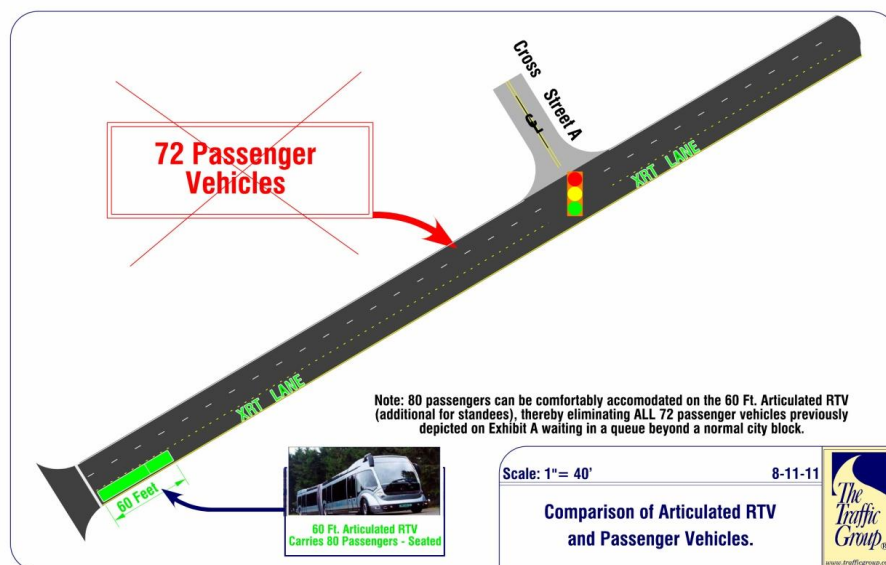 Cross Street A
72 Passenger
Vehicles
XRT LANE
XRT LANE
Note: 80 passengers can be comfortably accomodated on the 60 Ft. Articulated RTV
(additional for standees), thereby eliminating ALL 72 passenger vehicles previously
depicted on Exhibit A waiting in a queue beyond a normal city block.
60 Feet
60 Ft. Articulated RTV
Carries 80 Passengers - Seated
Scale: 1"= 40’ 8-11-11
Comparison of Articulated RTV
and Passenger Vehicles.
The
Traffic
Group®